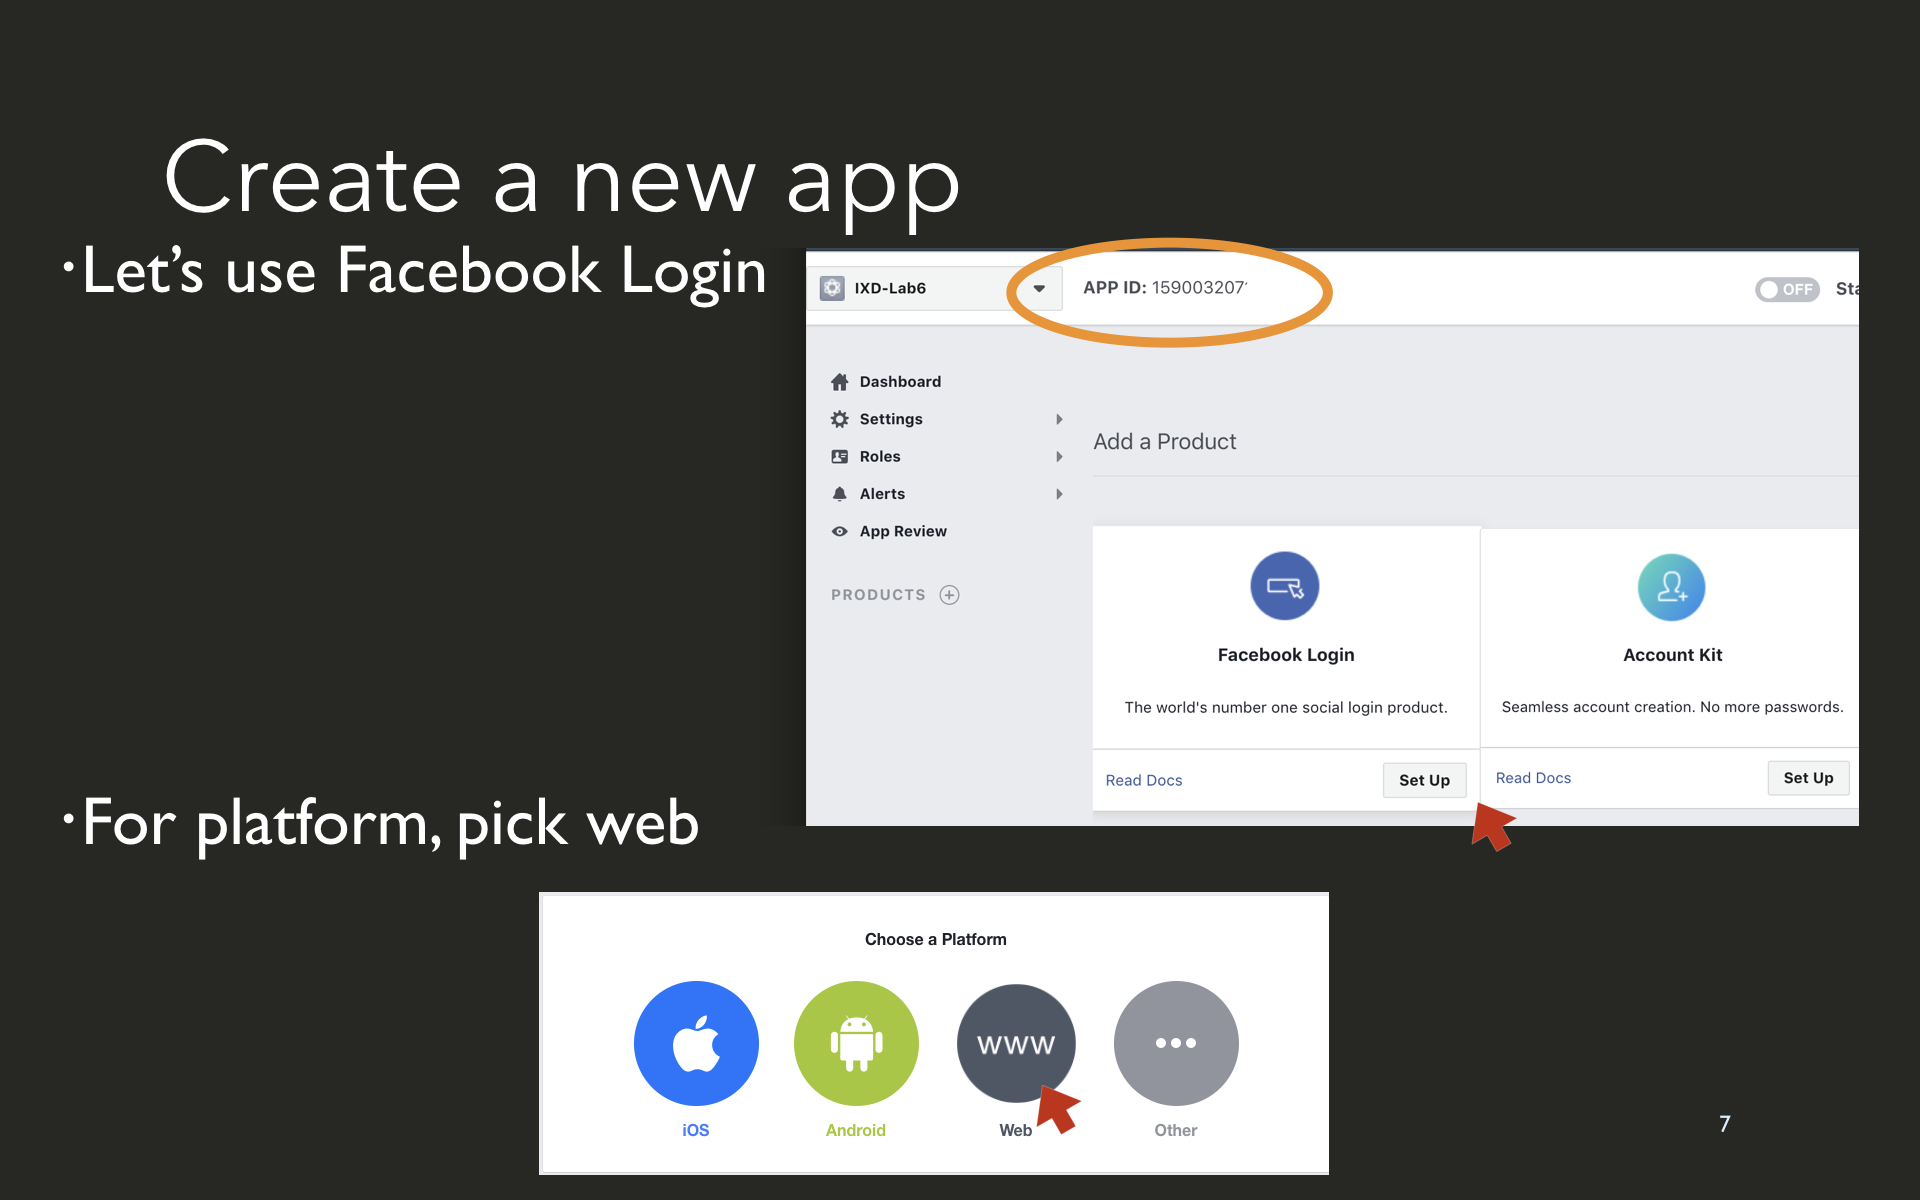 Create a new app
·Let’s use Facebook Login
IXD-Lab6
APP ID: 159003207
OFF
Sta
Dashboard
Settings
Roles
Alerts
App Review
PRODUCTS
Add a Product
Facebook Login
The world's number one social login product.
Read Docs
Set Up
Account Kit
Seamless account creation. No more passwords.
Read Docs
Set Up
·For platform, pick web
Choose a Platform
www
iOS
Android
Web
Other
7